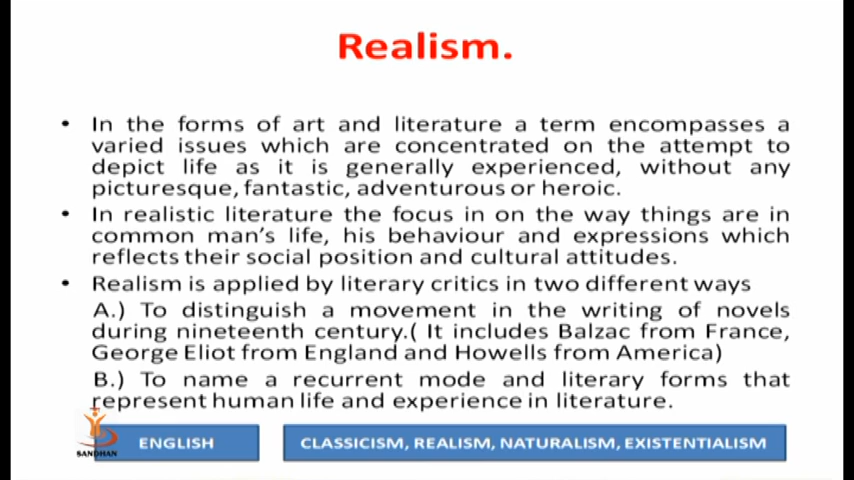 Realism.
• In the forms of art and literature a term encompasses a
varied issues which are concentrated on the attempt to
depict life as it is generally experienced, without any
picturesque, fantastic, adventurous or heroic.
• In realistic literature the focus in on the way things are in
common man's life, his behaviour and expressions which
reflects their social position and cultural attitudes.
• Realism is applied by literary critics in two different ways
A.) To distinguish a movement in the writing of novels
during nineteenth century.( It includes Balzac from France,
George Eliot from England and Howells from America)
B.) To name a recurrent mode and literary forms that
represent human life and experience in literature.
SANDHAN
ENGLISH
CLASSICISM, REALISM, NATURALISM, EXISTENTIALISM